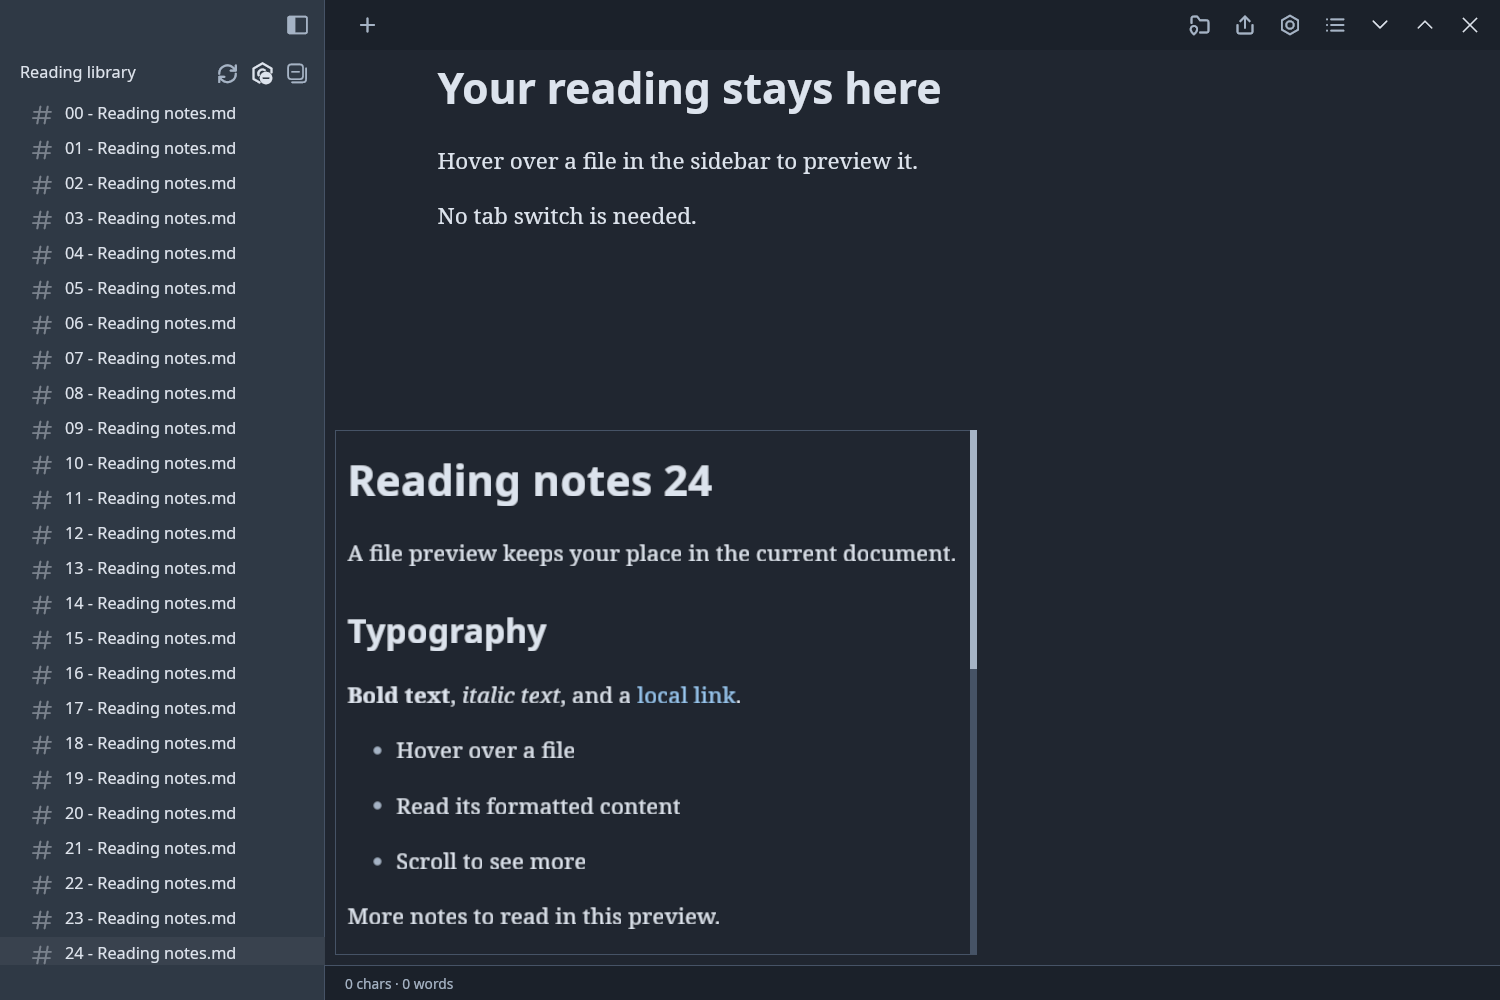 Reading library
00 - Reading notes.md
01 - Reading notes.md
02 - Reading notes.md
03 - Reading notes.md
04 - Reading notes.md
05 - Reading notes.md
06 - Reading notes.md
07 - Reading notes.md
08 - Reading notes.md
09 - Reading notes.md
10 - Reading notes.md
11 - Reading notes.md
12 - Reading notes.md
13 - Reading notes.md
14 - Reading notes.md
15 - Reading notes.md
16 - Reading notes.md
17 - Reading notes.md
18 - Reading notes.md
19 - Reading notes.md
20 - Reading notes.md
21 - Reading notes.md
22 - Reading notes.md
23 - Reading notes.md
24 - Reading notes.md
Your reading stays here
Hover over a file in the sidebar to preview it.
No tab switch is needed.
Reading notes 24
A file preview keeps your place in the current document.
Typography
Bold text, italic text, and a local link.
• Hover over a file
• Read its formatted content
• Scroll to see more
More notes to read in this preview.
0 chars · 0 words